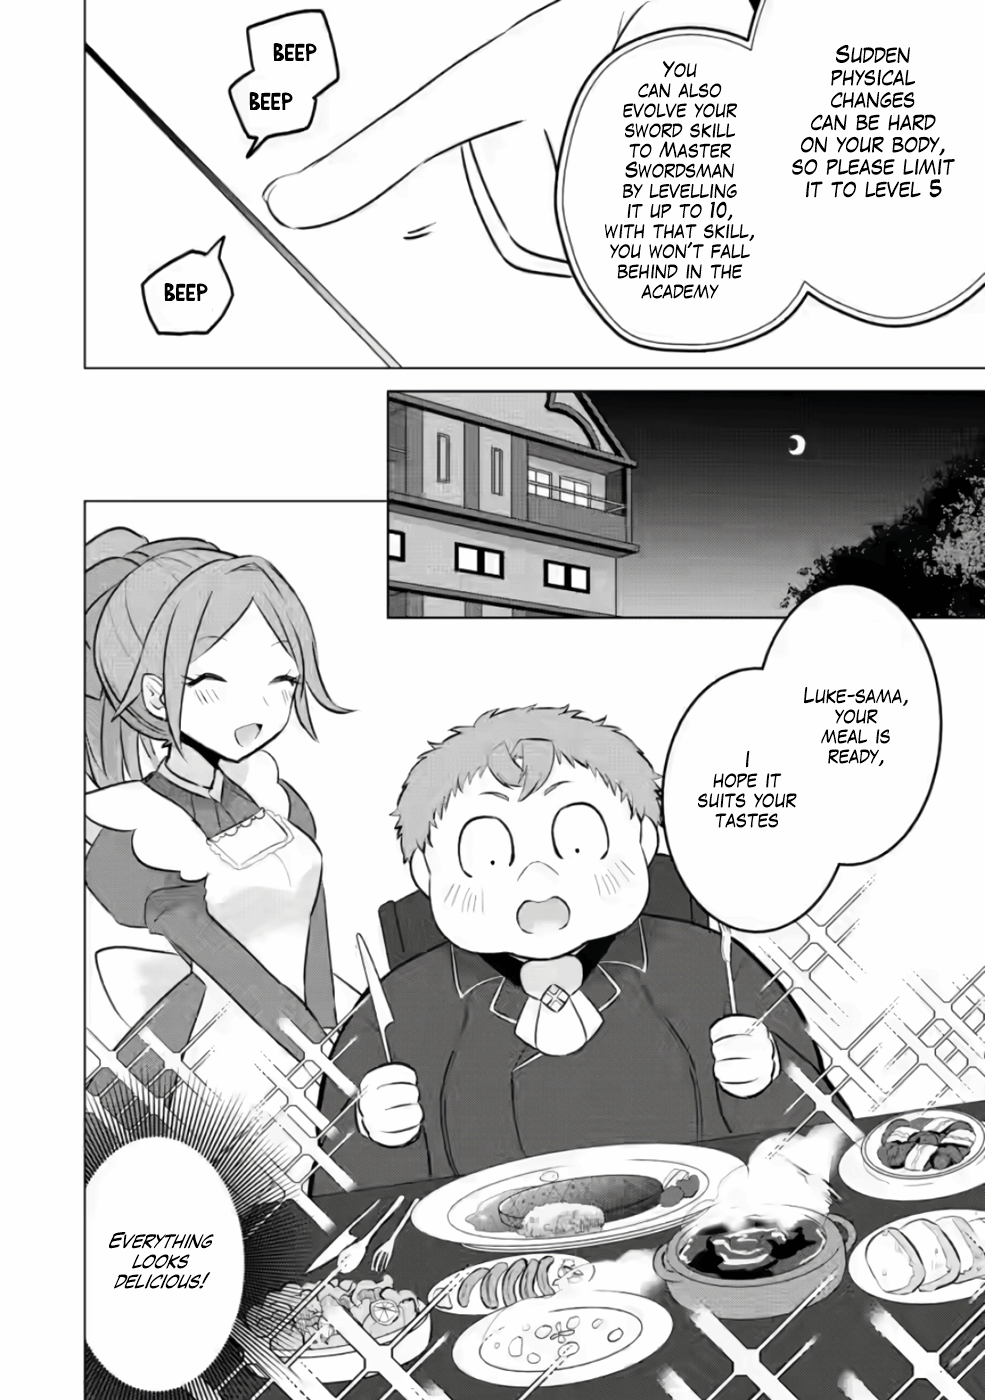 SUDDEN
PHYSICAL
CHANGES
CAN BE HARD
ON YOUR BODY,
SO PLEASE LIMIT
IT TO LEVEL 5
YOU
CAN ALSO
EVOLVE YOUR
SWORD SKILL
TO MASTER
SWORDSMAN
BY LEVELLING
IT UP TO 10,
WITH THAT SKILL,
YOU WON'T FALL
BEHIND IN THE
ACADEMY
BEEP
BEEP
BEEP
LUKE-SAMA,
YOUR
MEAL IS
READY,
I
HOPE IT
SUITS YOUR
TASTES
EVERYTHING
LOOKS
DELICIOUS!